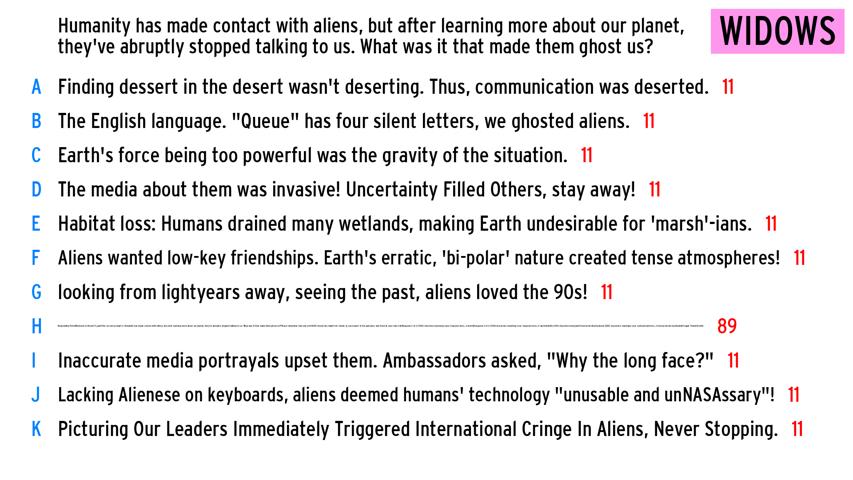 Humanity has made contact with aliens, but after learning more about our planet,
they've abruptly stopped talking to us. What was it that made them ghost us?
WIDOWS
A Finding dessert in the desert wasn't deserting. Thus, communication was deserted. 11
B The English language. "Queue" has four silent letters, we ghosted aliens. 11
C Earth's force being too powerful was the gravity of the situation. 11
D The media about them was invasive! Uncertainty Filled Others, stay away! 11
E Habitat loss: Humans drained many wetlands, making Earth undesirable for 'marsh'-ians. 11
F Aliens wanted low-key friendships. Earth's erratic, 'bi-polar' nature created tense atmospheres! 11
G looking from lightyears away, seeing the past, aliens loved the 90s! 11
H 89
I Inaccurate media portrayals upset them. Ambassadors asked, "Why the long face?" 11
J Lacking Alienese on keyboards, aliens deemed humans' technology "unusable and unNASAssary"! 11
K Picturing Our Leaders Immediately Triggered International Cringe In Aliens, Never Stopping. 11